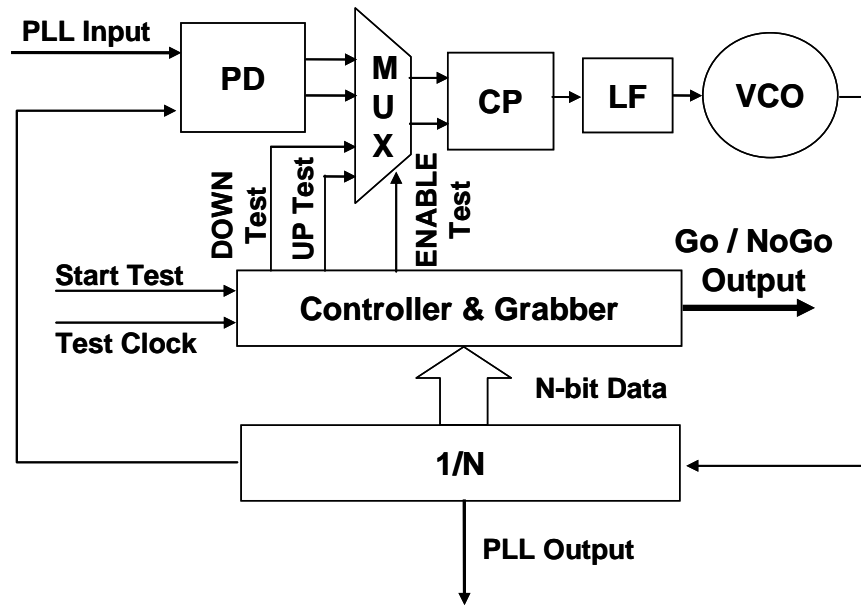 PLL Input
PD
M
U
X
CP
LF
VCO
DOWN
Test
UP Test
ENABLE
Test
Go / NoGo
Output
Start Test
Controller & Grabber
Test Clock
N-bit Data
1/N
PLL Output